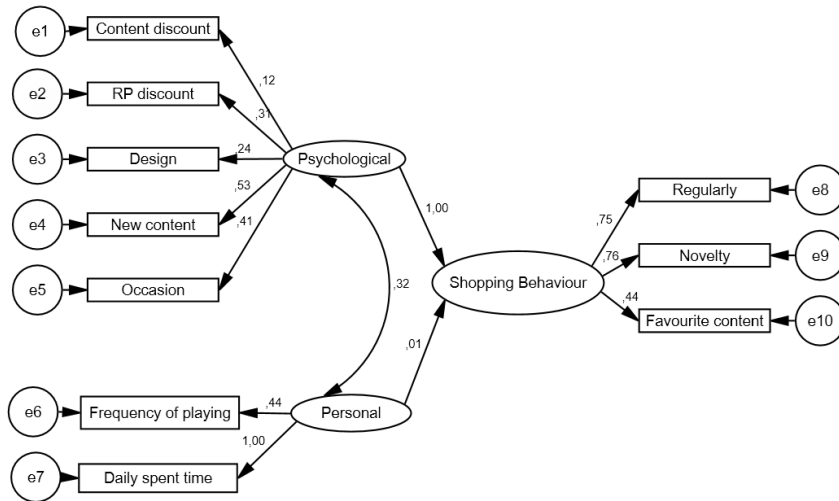 e1
Content discount
,12
e2
RP discount
,31
e3
Design
,24
Psychological
e4
New content
,53
e5
Occasion
,41
1,00
,32
Shopping Behaviour
,01
,75
Regularly
e8
,76
Novelty
e9
,44
Favourite content
e10
e6
Frequency of playing
,44
Personal
1,00
e7
Daily spent time